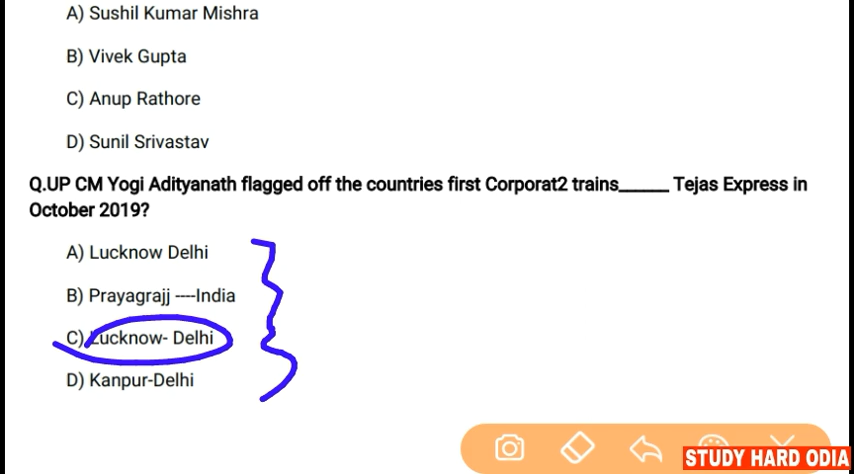 A) Sushil Kumar Mishra
B) Vivek Gupta
C) Anup Rathore
D) Sunil Srivastav
Q.UP CM Yogi Adityanath flagged off the countries first Corporat2 trains______ Tejas Express in
October 2019?
A) Lucknow Delhi
B) Prayagrajj ----India
C) Lucknow- Delhi
D) Kanpur-Delhi
STUDY HARD ODIA